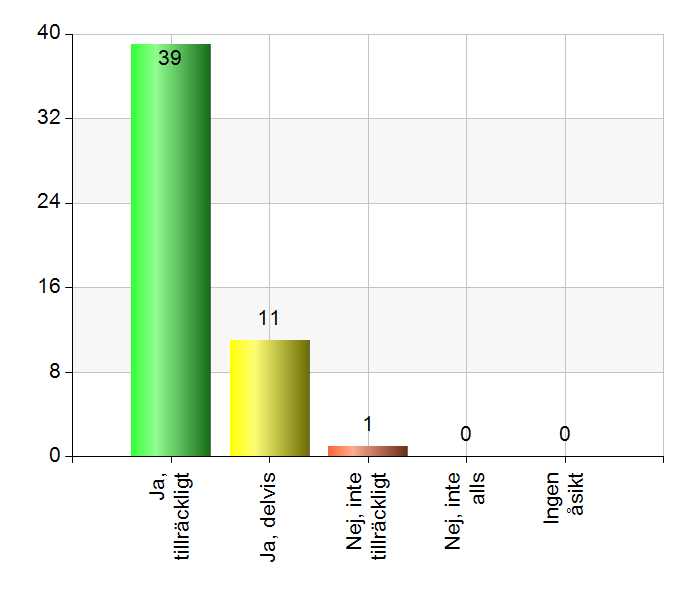 40
32
24
16
8
0
39
11
1
0
0
Ja,
tillräckligt
Ja, delvis
Nej, inte
tillräckligt
Nej, inte
alls
Ingen
åsikt